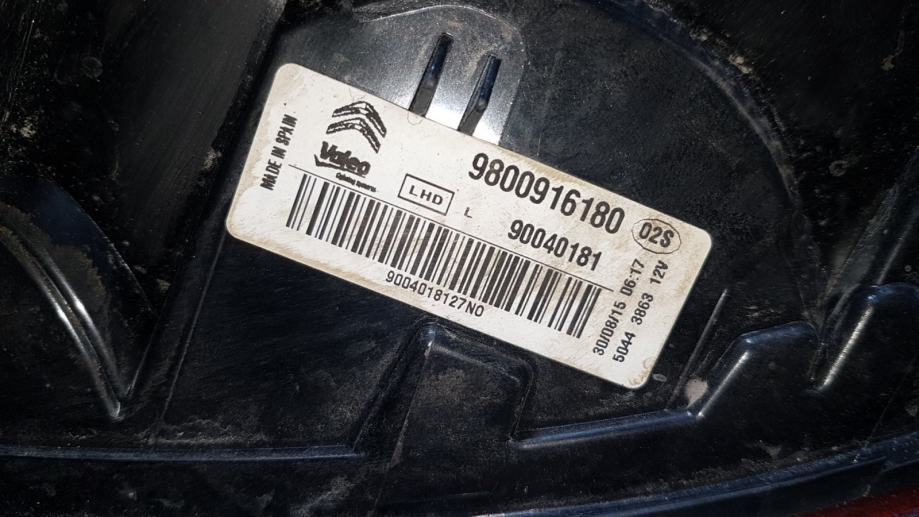 MADE IN SPAIN
Valeo
LHD
L
9800916180
90040181
02S
9004018127N0
30/08/15 06:17
5044 3863 12V